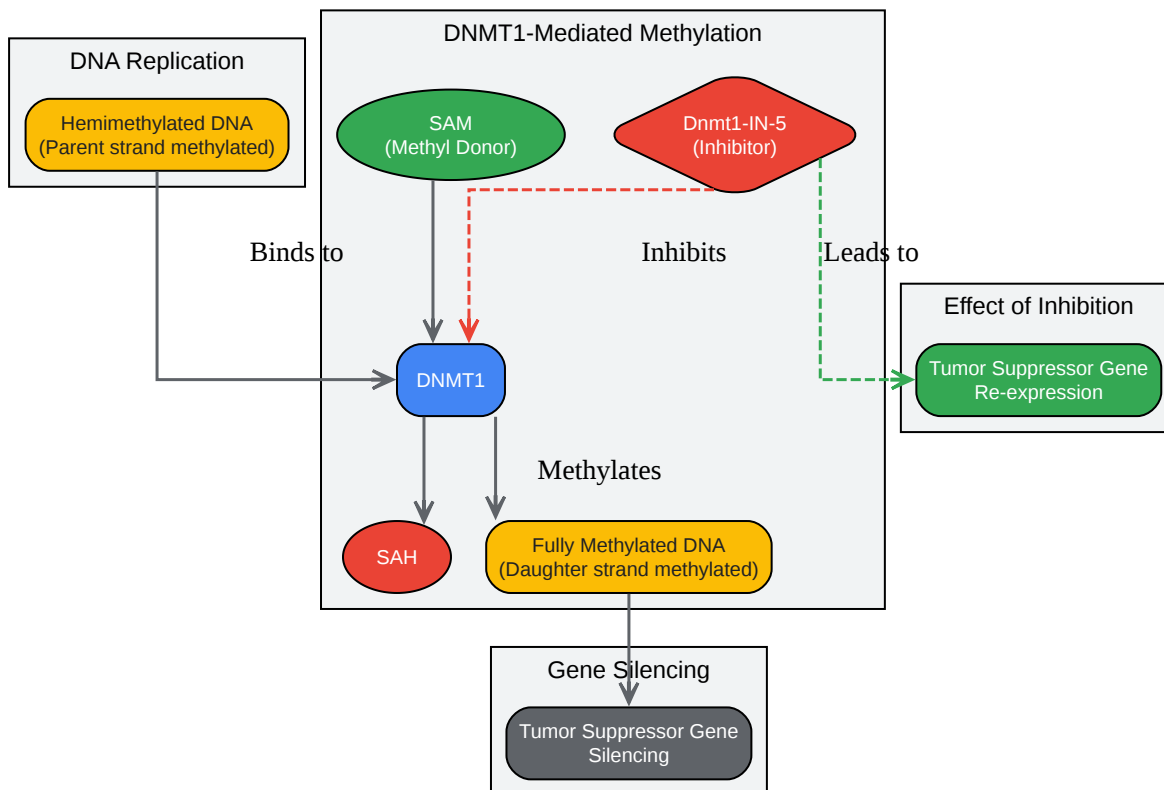 DNMT1-Mediated Methylation
DNA Replication
Hemimethylated DNA
(Parent strand methylated)
SAM
(Methyl Donor)
Dnmt1-IN-5
(Inhibitor)
Binds to
Inhibits
Leads to
Effect of Inhibition
DNMT1
Tumor Suppressor Gene
Re-expression
Methylates
SAH
Fully Methylated DNA
(Daughter strand methylated)
Gene Silencing
Tumor Suppressor Gene
Silencing